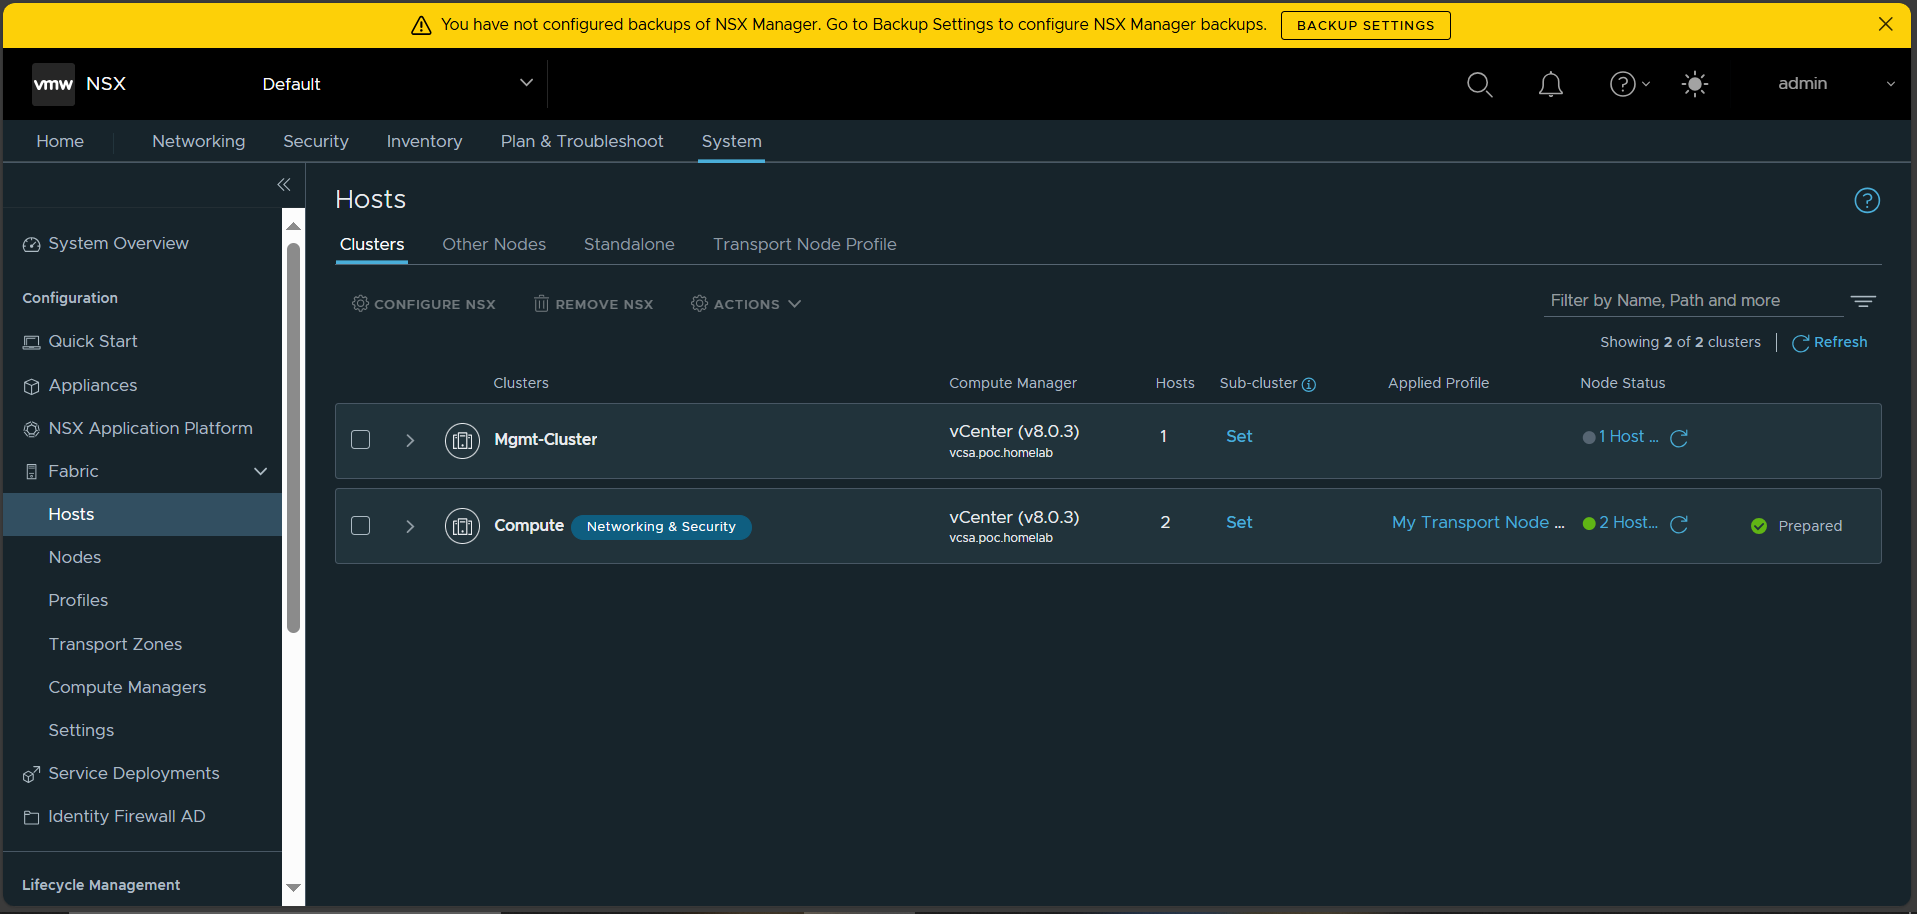 You have not configured backups of NSX Manager. Go to Backup Settings to configure NSX Manager backups. BACKUP SETTINGS
vmw NSX Default admin
Home Networking Security Inventory Plan & Troubleshoot System
Hosts
Clusters Other Nodes Standalone Transport Node Profile
CONFIGURE NSX REMOVE NSX ACTIONS Filter by Name, Path and more
Showing 2 of 2 clusters Refresh
Clusters Compute Manager Hosts Sub-cluster Applied Profile Node Status
Mgmt-Cluster vCenter (v8.0.3) 1 Set 1 Host ...
vcsa.poc.homelab
Compute Networking & Security vCenter (v8.0.3) 2 Set My Transport Node ... 2 Host... Prepared
vcsa.poc.homelab
System Overview
Configuration
Quick Start
Appliances
NSX Application Platform
Fabric
Hosts
Nodes
Profiles
Transport Zones
Compute Managers
Settings
Service Deployments
Identity Firewall AD
Lifecycle Management